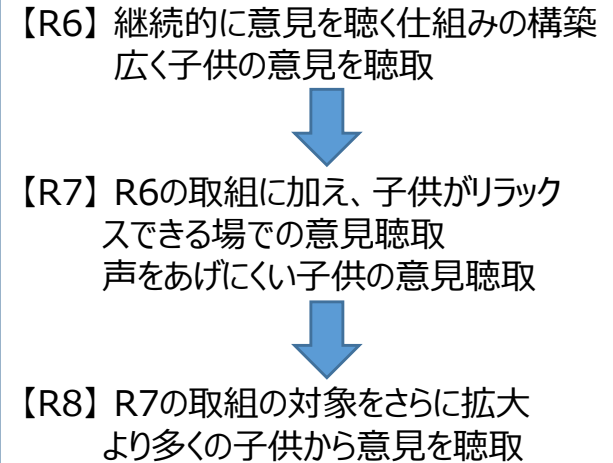 【R6】継続的に意見を聴く仕組みの構築
広く子供の意見を聴取
【R7】R6の取組に加え、子供がリラック
スできる場での意見聴取
声をあげにくい子供の意見聴取
【R8】R7の取組の対象をさらに拡大
より多くの子供から意見を聴取